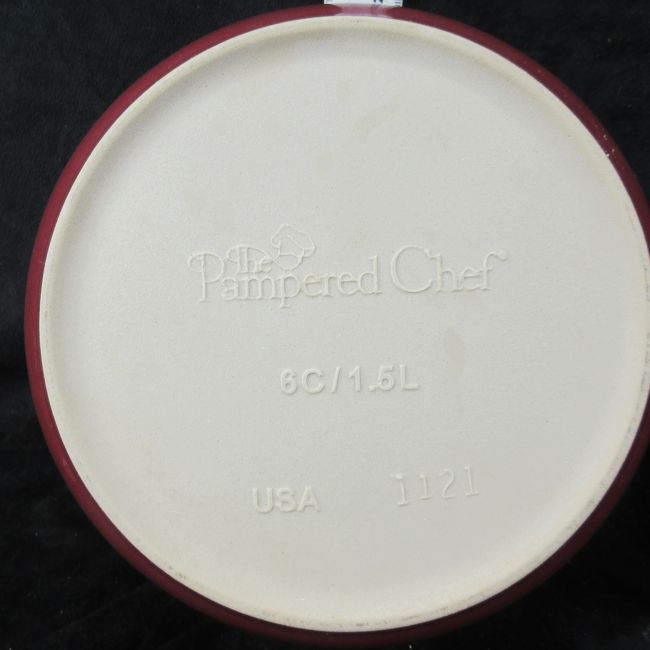 The
Pampered Chef
6C/1.5L
USA 1121